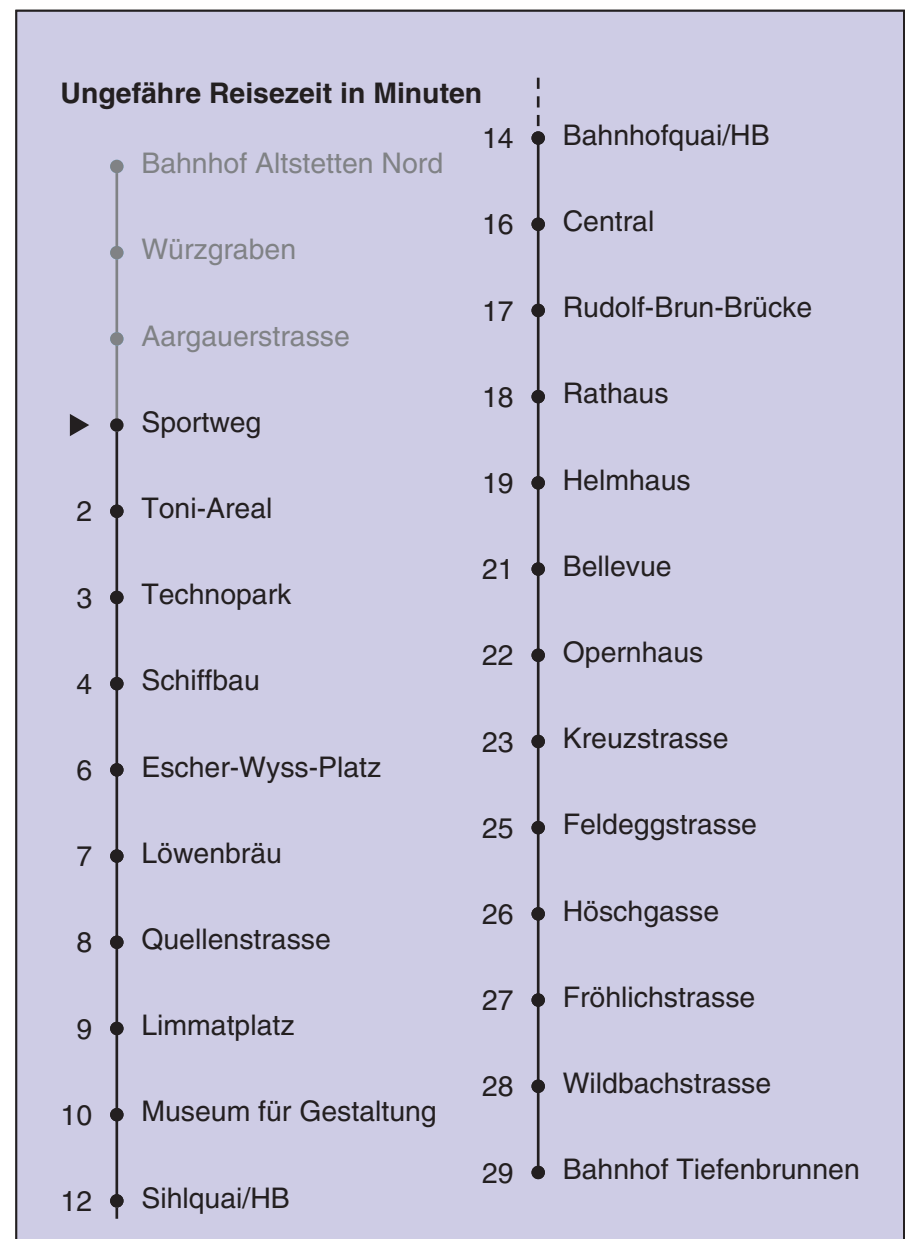 Ungefähre Reisezeit in Minuten
Bahnhof Altstetten Nord
Würzgraben
Aargauerstrasse
Sportweg
2 Toni-Areal
3 Technopark
4 Schiffbau
6 Escher-Wyss-Platz
7 Löwenbräu
8 Quellenstrasse
9 Limmatplatz
10 Museum für Gestaltung
12 Sihlquai/HB
14 Bahnhofquai/HB
16 Central
17 Rudolf-Brun-Brücke
18 Rathaus
19 Helmhaus
21 Bellevue
22 Opernhaus
23 Kreuzstrasse
25 Feldeggstrasse
26 Höschgasse
27 Fröhlichstrasse
28 Wildbachstrasse
29 Bahnhof Tiefenbrunnen